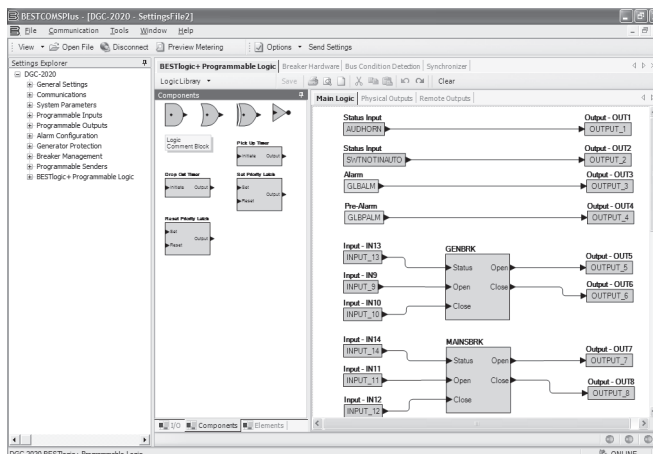 BESTCOMSPlus - [DGC-2020 - SettingsFile2]
File Communication Tools Window Help
View Open File Disconnect Preview Metering Options Send Settings
Settings Explorer
DGC-2020
General Settings
Communications
System Parameters
Programmable Inputs
Programmable Outputs
Alarm Configuration
Generator Protection
Breaker Management
Programmable Senders
BESTlogic+ Programmable Logic
BESTlogic+ Programmable Logic Breaker Hardware Bus Condition Detection Synchronizer
Logic Library Save Clear
Components
Logic
Comment Block
Pick Up Timer
Initiate Output
Drop Out Timer
Initiate Output
Set Priority Latch
Set
Output
Reset
Reset Priority Latch
Set
Output
Reset
I/O Components Elements
Main Logic Physical Outputs Remote Outputs
Status Input Output - OUT1
AUDHORN OUTPUT_1
Status Input Output - OUT2
SWTNOTINAUTO OUTPUT_2
Alarm Output - OUT3
GLBALM OUTPUT_3
Pre-Alarm Output - OUT4
GLBPALM OUTPUT_4
Input - IN13 GENBRK Output - OUT5
INPUT_13 Status Open OUTPUT_5
Input - IN9 Output - OUT6
INPUT_9 Open Close OUTPUT_6
Input - IN10
INPUT_10 Close
Input - IN14 MAINSBRK Output - OUT7
INPUT_14 Status Open OUTPUT_7
Input - IN11 Output - OUT8
INPUT_11 Open Close OUTPUT_8
Input - IN12
INPUT_12 Close
DGC-2020 BESTlogic+ Programmable Logic ONLINE